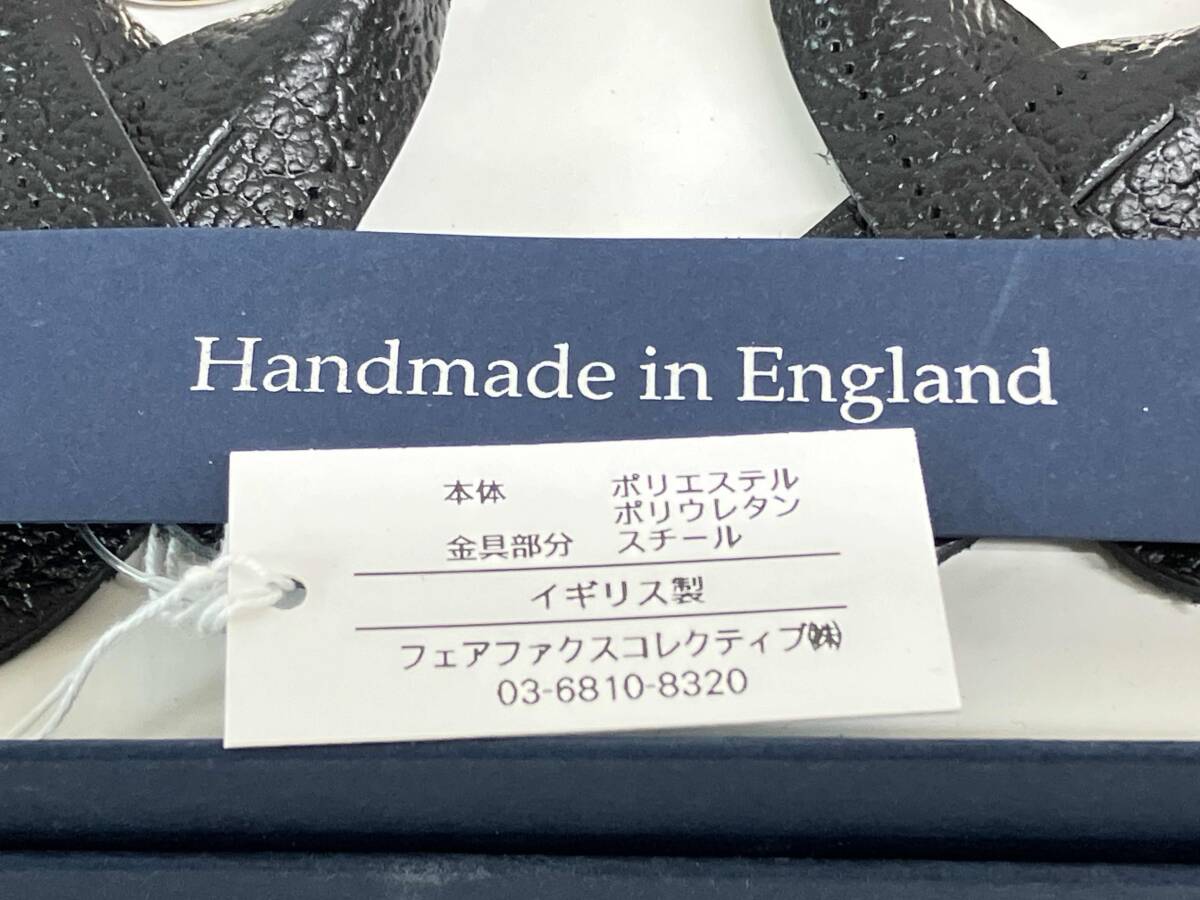 Handmade in England
本体 ポリエステル
ポリウレタン
金具部分 スチール
イギリス製
フェアファクスコレクティブ㈱
03-6810-8320